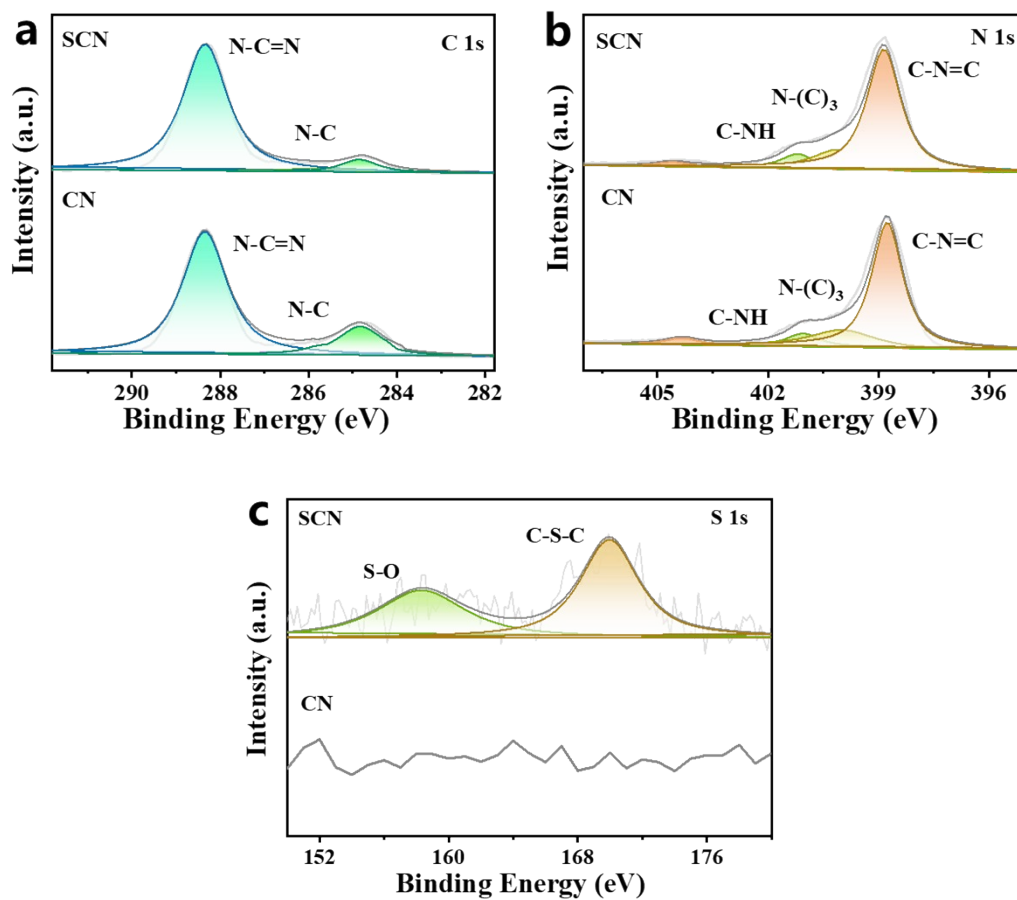 a
SCN
N-C=N
C 1s
N-C
CN
N-C=N
N-C
Intensity (a.u.)
290 288 286 284 282
Binding Energy (eV)
b
SCN
N 1s
C-N=C
N-(C)₃
C-NH
CN
C-N=C
N-(C)₃
C-NH
Intensity (a.u.)
405 402 399 396
Binding Energy (eV)
c
SCN
S 1s
C-S-C
S-O
CN
Intensity (a.u.)
152 160 168 176
Binding Energy (eV)